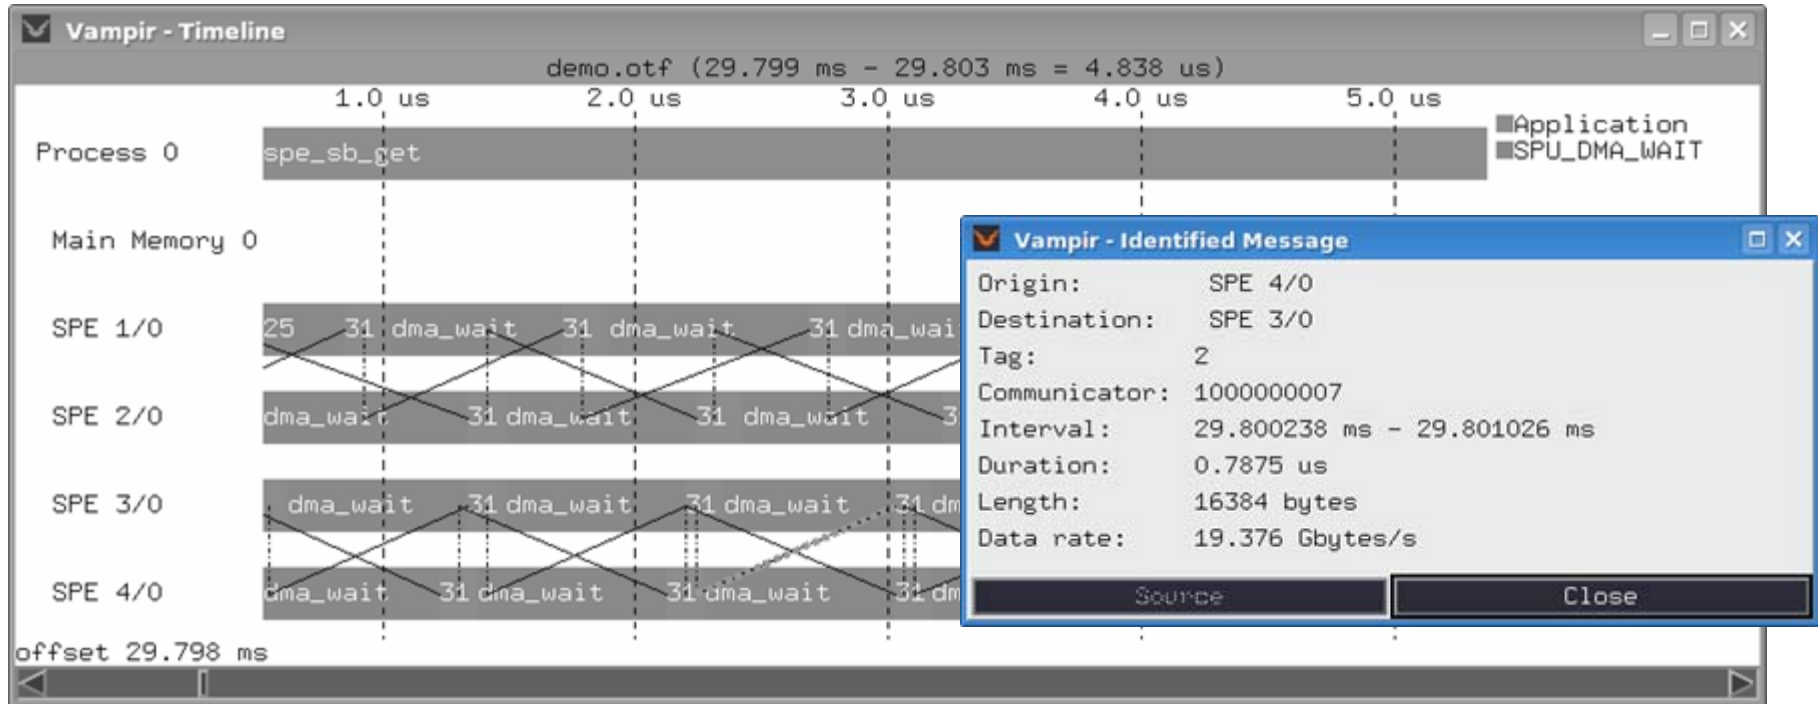 Vampir - Timeline
demo.otf (29.799 ms - 29.803 ms = 4.838 us)
1.0 us 2.0 us 3.0 us 4.0 us 5.0 us
Application
SPU_DMA_WAIT
Process 0 spe_sb_get
Main Memory 0
SPE 1/0 25 31 dma_wait 31 dma_wait 31 dma_wai
SPE 2/0 dma_wait 31 dma_wait 31 dma_wait 3
SPE 3/0 dma_wait 31 dma_wait 31 dma_wait 31 dm
SPE 4/0 dma_wait 31 dma_wait 31 dma_wait 31 dm
offset 29.798 ms
Vampir - Identified Message
Origin: SPE 4/0
Destination: SPE 3/0
Tag: 2
Communicator: 1000000007
Interval: 29.800238 ms - 29.801026 ms
Duration: 0.7875 us
Length: 16384 bytes
Data rate: 19.376 Gbytes/s
Source Close